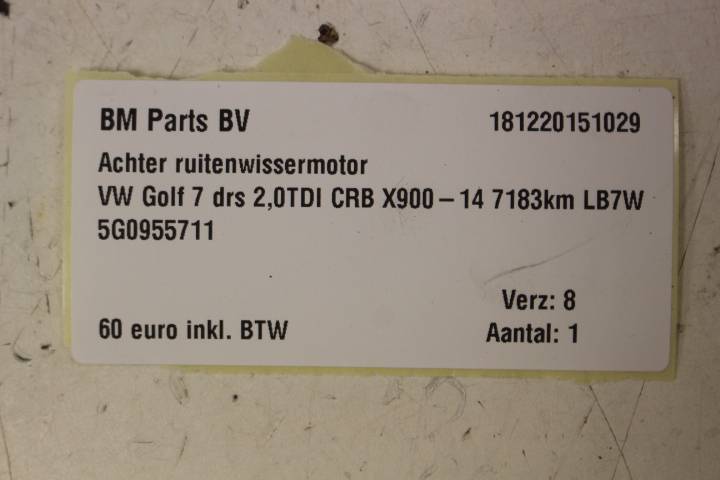 BM Parts BV 181220151029
Achter ruitenwissermotor
VW Golf 7 drs 2,0TDI CRB X900-14 7183km LB7W
5G0955711
Verz: 8
60 euro inkl. BTW Aantal: 1